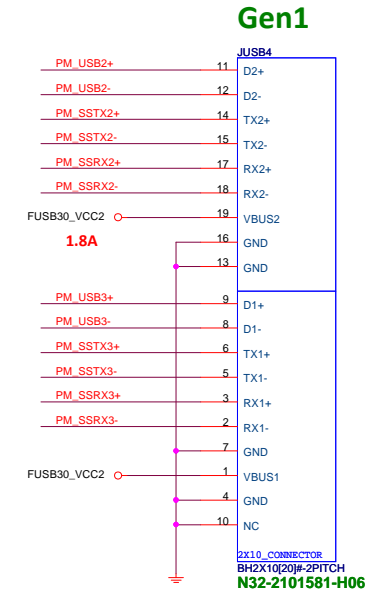 Gen1
JUSB4
PM_USB2+ 11 D2+
PM_USB2- 12 D2-
PM_SSTX2+ 14 TX2+
PM_SSTX2- 15 TX2-
PM_SSRX2+ 17 RX2+
PM_SSRX2- 18 RX2-
FUSB30_VCC2 19 VBUS2
1.8A 16 GND
13 GND
PM_USB3+ 9 D1+
PM_USB3- 8 D1-
PM_SSTX3+ 6 TX1+
PM_SSTX3- 5 TX1-
PM_SSRX3+ 3 RX1+
PM_SSRX3- 2 RX1-
7 GND
FUSB30_VCC2 1 VBUS1
4 GND
10 NC
2X10_CONNECTOR
BH2X10[20]#-2PITCH
N32-2101581-H06